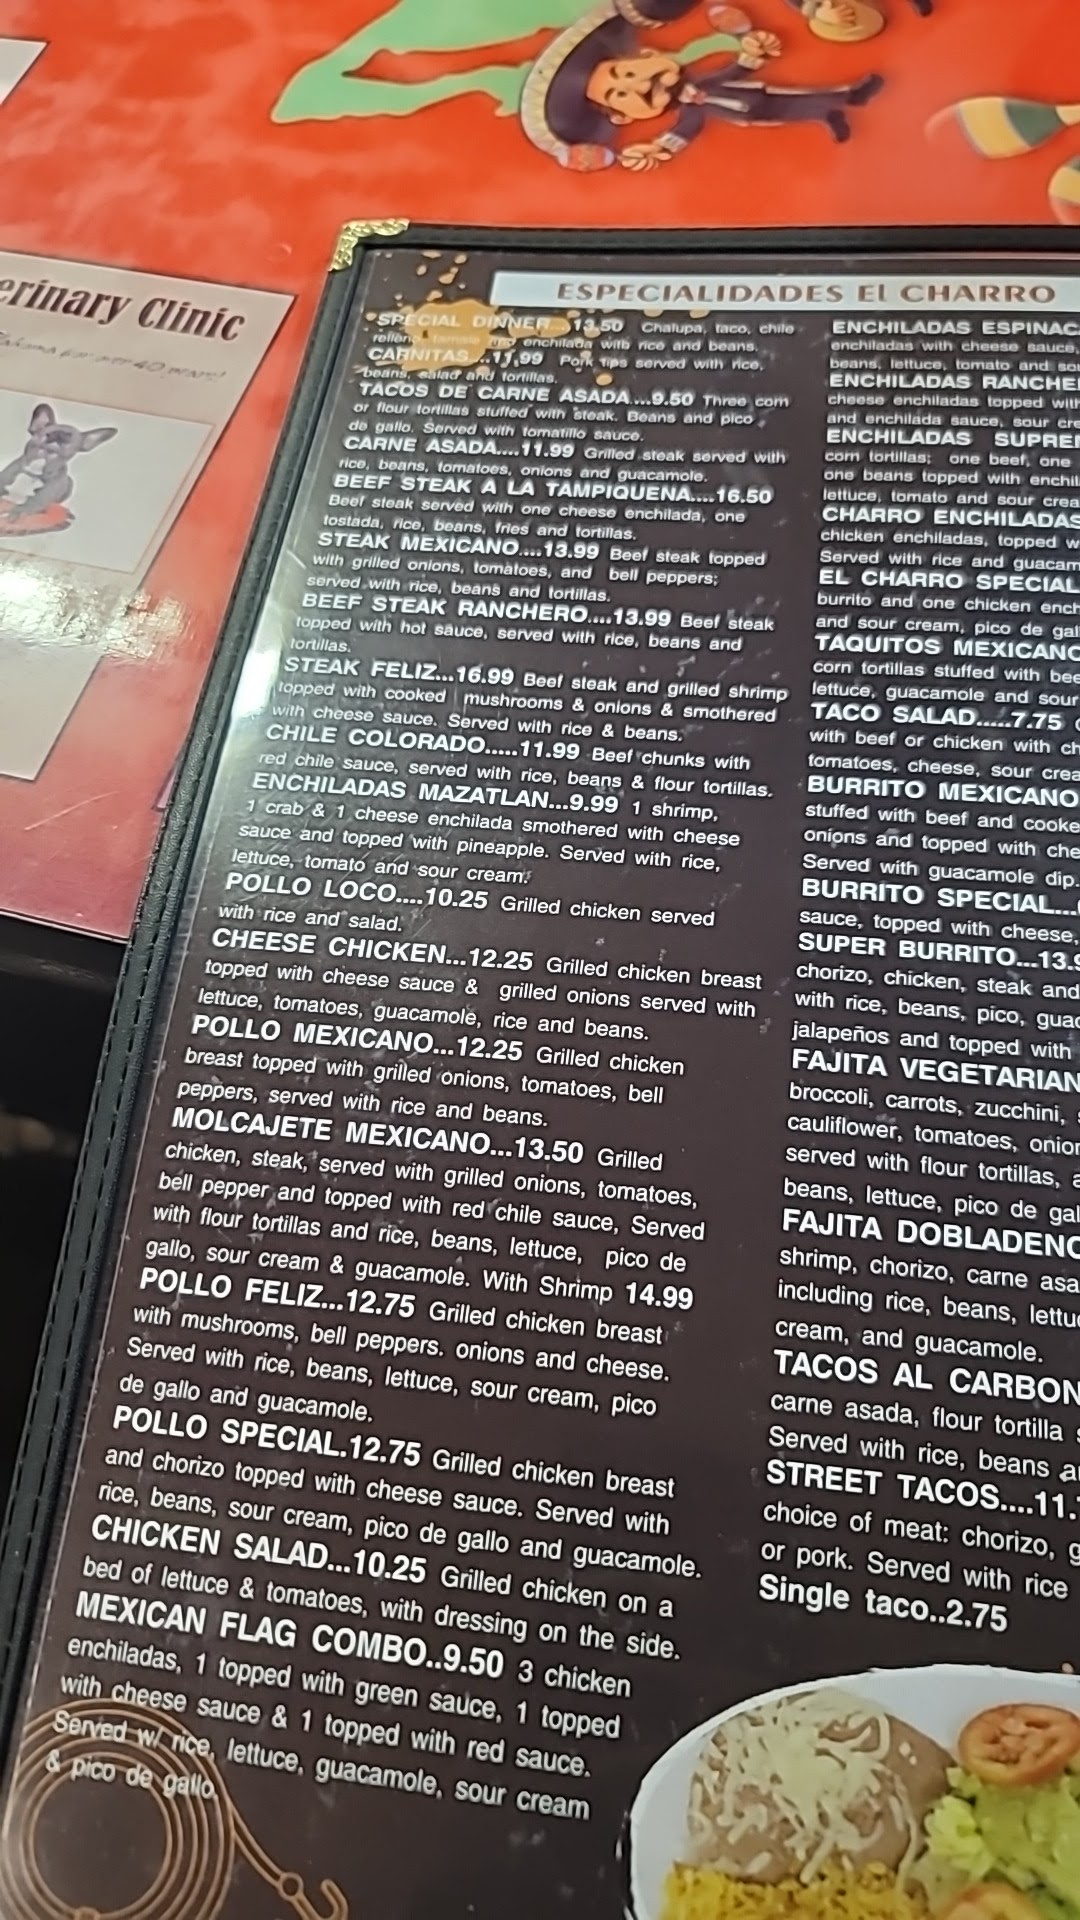 erinary Clinic
ESPECIALIDADES El CHARRO
SPECIAL DINNER...13.50 Chalupa, taco, chile
relleno, tamale and enchilada with rice and beans.
CARNITAS...11.99 Pork tips served with rice,
beans, salad and tortillas.
TACOS DE CARNE ASADA....9.50 Three corn
or flour tortillas stuffed with steak. Beans and pico
de gallo. Served with tomatillo sauce.
CARNE ASADA....11.99 Grilled steak served with
rice, beans, tomatoes, onions and guacamole.
BEEF STEAK A LA TAMPIQUENA....16.50
Beef steak served with one cheese enchilada, one
tostada, rice, beans, fries and tortillas.
STEAK MEXICANO....13.99 Beef steak topped
with grilled onions, tomatoes, and bell peppers;
served with rice, beans and tortillas.
BEEF STEAK RANCHERO....13.99 Beef steak
topped with hot sauce, served with rice, beans and
tortillas.
STEAK FELIZ...16.99 Beef steak and grilled shrimp
topped with cooked mushrooms & onions & smothered
with cheese sauce. Served with rice & beans.
CHILE COLORADO.....11.99 Beef chunks with
red chile sauce, served with rice, beans & flour tortillas.
ENCHILADAS MAZATLAN...9.99 1 shrimp,
1 crab & 1 cheese enchilada smothered with cheese
sauce and topped with pineapple. Served with rice,
lettuce, tomato and sour cream.
POLLO LOCO....10.25 Grilled chicken served
with rice and salad.
CHEESE CHICKEN...12.25 Grilled chicken breast
topped with cheese sauce & grilled onions served with
lettuce, tomatoes, guacamole, rice and beans.
POLLO MEXICANO...12.25 Grilled chicken
breast topped with grilled onions, tomatoes, bell
peppers, served with rice and beans.
MOLCAJETE MEXICANO...13.50 Grilled
chicken, steak, served with grilled onions, tomatoes,
bell pepper and topped with red chile sauce, Served
with flour tortillas and rice, beans, lettuce, pico de
gallo, sour cream & guacamole. With Shrimp 14.99
POLLO FELIZ...12.75 Grilled chicken breast
with mushrooms, bell peppers. onions and cheese.
Served with rice, beans, lettuce, sour cream, pico
de gallo and guacamole.
POLLO SPECIAL.12.75 Grilled chicken breast
and chorizo topped with cheese sauce. Served with
rice, beans, sour cream, pico de gallo and guacamole.
CHICKEN SALAD...10.25 Grilled chicken on a
bed of lettuce & tomatoes, with dressing on the side.
MEXICAN FLAG COMBO..9.50 3 chicken
enchiladas, 1 topped with green sauce, 1 topped
with cheese sauce & 1 topped with red sauce.
Served w/ rice, lettuce, guacamole, sour cream
& pico de gallo.
ENCHILADAS ESPINAC
enchiladas with cheese sauce,
beans, lettuce, tomato and sou
ENCHILADAS RANCHE
cheese enchiladas topped with
and enchilada sauce, sour cre
ENCHILADAS SUPRE
corn tortillas; one beef, one
one beans topped with enchil
lettuce, tomato and sour crea
CHARRO ENCHILADAS
chicken enchiladas, topped w
Served with rice and guacam
EL CHARRO SPECIAL
burrito and one chicken ench
and sour cream, pico de gal
TAQUITOS MEXICANO
corn tortillas stuffed with bee
lettuce, guacamole and sour
TACO SALAD.....7.75
with beef or chicken with ch
tomatoes, cheese, sour crea
BURRITO MEXICANO
stuffed with beef and cooke
onions and topped with che
Served with guacamole dip.
BURRITO SPECIAL...
sauce, topped with cheese,
SUPER BURRITO...13.9
chorizo, chicken, steak and
with rice, beans, pico, guac
jalapeños and topped with
FAJITA VEGETARIAN
broccoli, carrots, zucchini,
cauliflower, tomatoes, onion
served with flour tortillas, a
beans, lettuce, pico de gal
FAJITA DOBLADENO
shrimp, chorizo, carne asa
including rice, beans, lettu
cream, and guacamole.
TACOS AL CARBON
carne asada, flour tortilla
Served with rice, beans a
STREET TACOS....11.
choice of meat: chorizo, g
or pork. Served with rice
Single taco..2.75